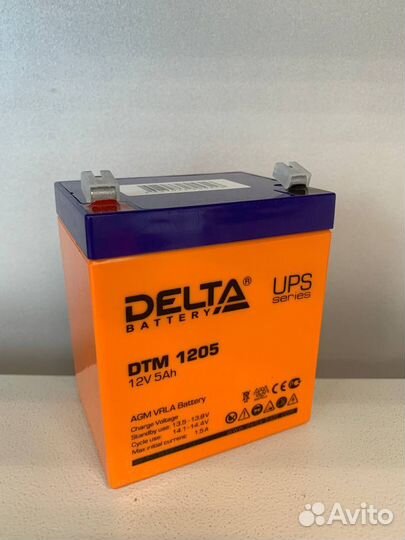 DELTA
BATTERY
UPS
series
DTM 1205
12V 5Ah
AGM VRLA Battery
Charge Voltage
Standby use: 13.5 - 13.8V
Cycle use: 14.1 - 14.4V
Max initial current: 1.5A
Avito